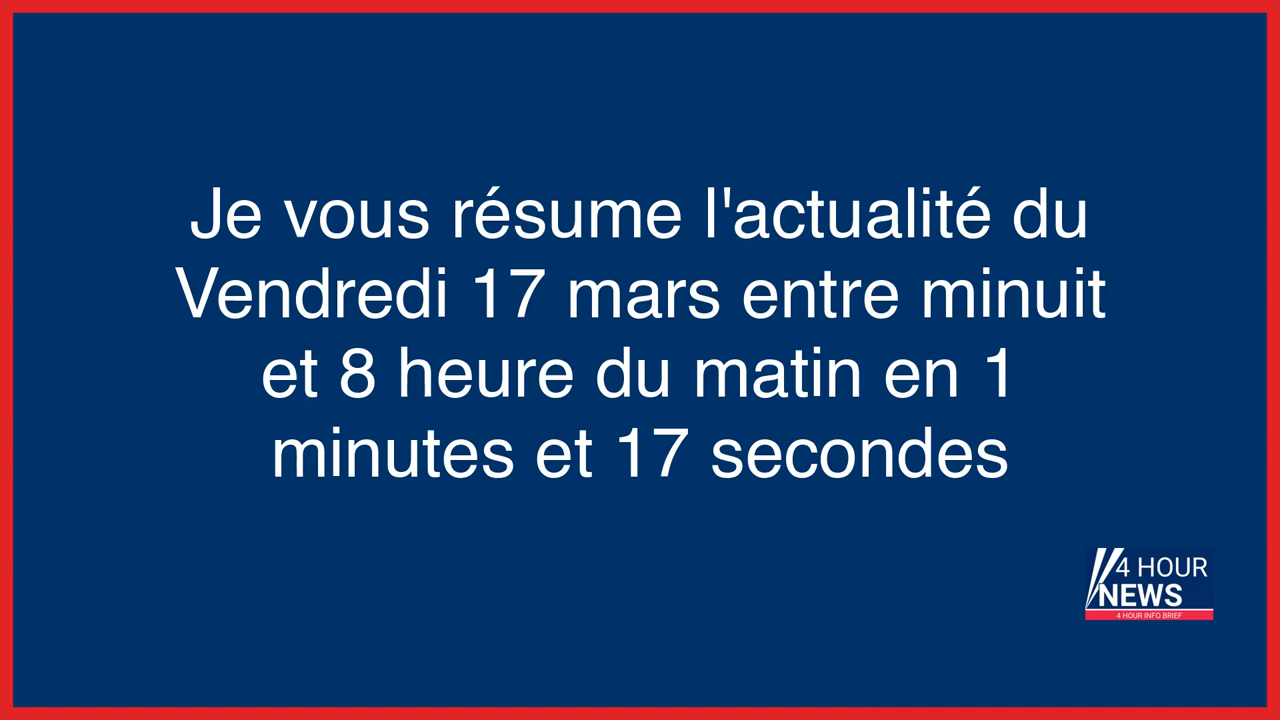 Je vous résume l'actualité du
Vendredi 17 mars entre minuit
et 8 heure du matin en 1
minutes et 17 secondes
4 HOUR
NEWS
4 HOUR INFO BRIEF